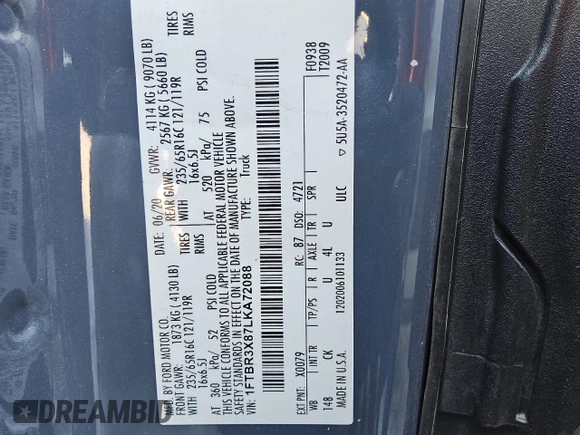 MFD BY FORD MOTOR CO.
DATE: 06/20 GVWR: 4114 KG ( 9070 LB)
FRONT GAWR: 1873 KG ( 4130 LB) REAR GAWR: 2567 KG ( 5660 LB)
235/65R16C 121/119R TIRES WITH 235/65R16C 121/119R TIRES
WITH 16x6.5J RIMS 16x6.5J RIMS
AT 360 kPa/ 52 PSI COLD AT 520 kPa/ 75 PSI COLD
THIS VEHICLE CONFORMS TO ALL APPLICABLE FEDERAL MOTOR VEHICLE
SAFETY STANDARDS IN EFFECT ON THE DATE OF MANUFACTURE SHOWN ABOVE.
VIN: 1FTBR3X87LKA72088 TYPE: Truck
F0938
T2009
EXT PNT: X0079 RC: 87 DSO: 4721
WB INT TR TP/PS R AXLE TR SPR
148 U 4L U ULC
MADE IN U.S.A. 1202006101133
▽ 5U5A-3520472-AA
© AUTOBIDCAR